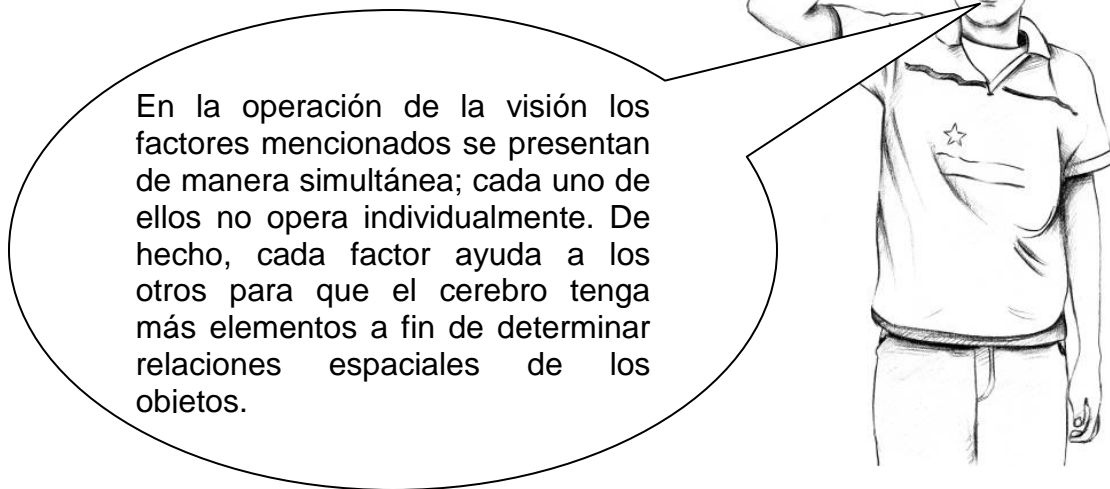 En la operación de la visión los
factores mencionados se presentan
de manera simultánea; cada uno de
ellos no opera individualmente. De
hecho, cada factor ayuda a los
otros para que el cerebro tenga
más elementos a fin de determinar
relaciones espaciales de los
objetos.